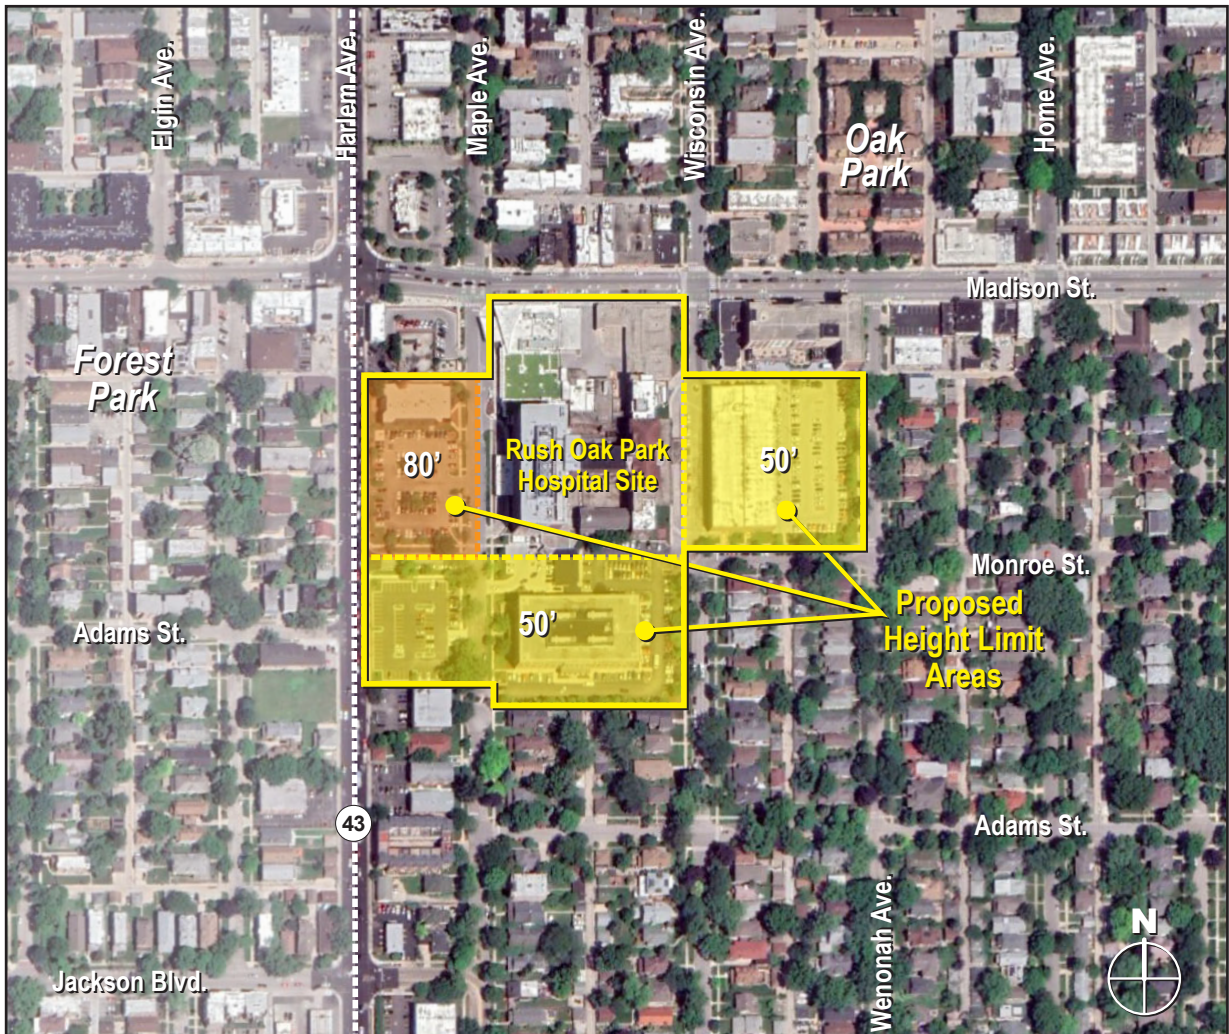 Elgin Ave.
Harlem Ave.
Maple Ave.
Wisconsin Ave.
Home Ave.
Oak
Park
Madison St.
Forest
Park
80’
Rush Oak Park
Hospital Site
50’
Monroe St.
Proposed
Height Limit
Areas
50’
Adams St.
43
Adams St.
Wenonah Ave.
N
Jackson Blvd.